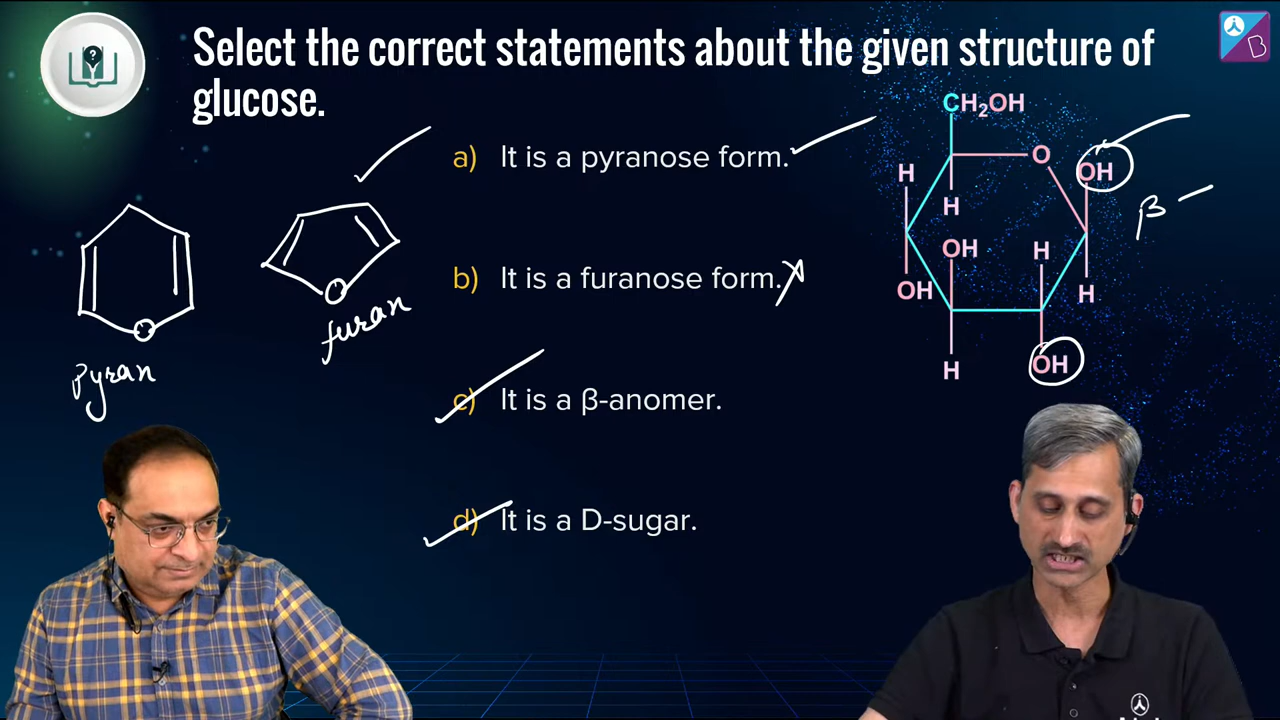 Select the correct statements about the given structure of
glucose.
a) It is a pyranose form.
b) It is a furanose form.
c) It is a β-anomer.
d) It is a D-sugar.
Pyran
furan
CH₂OH
O
OH
H
H
OH
H
OH
H
H
OH
β
B